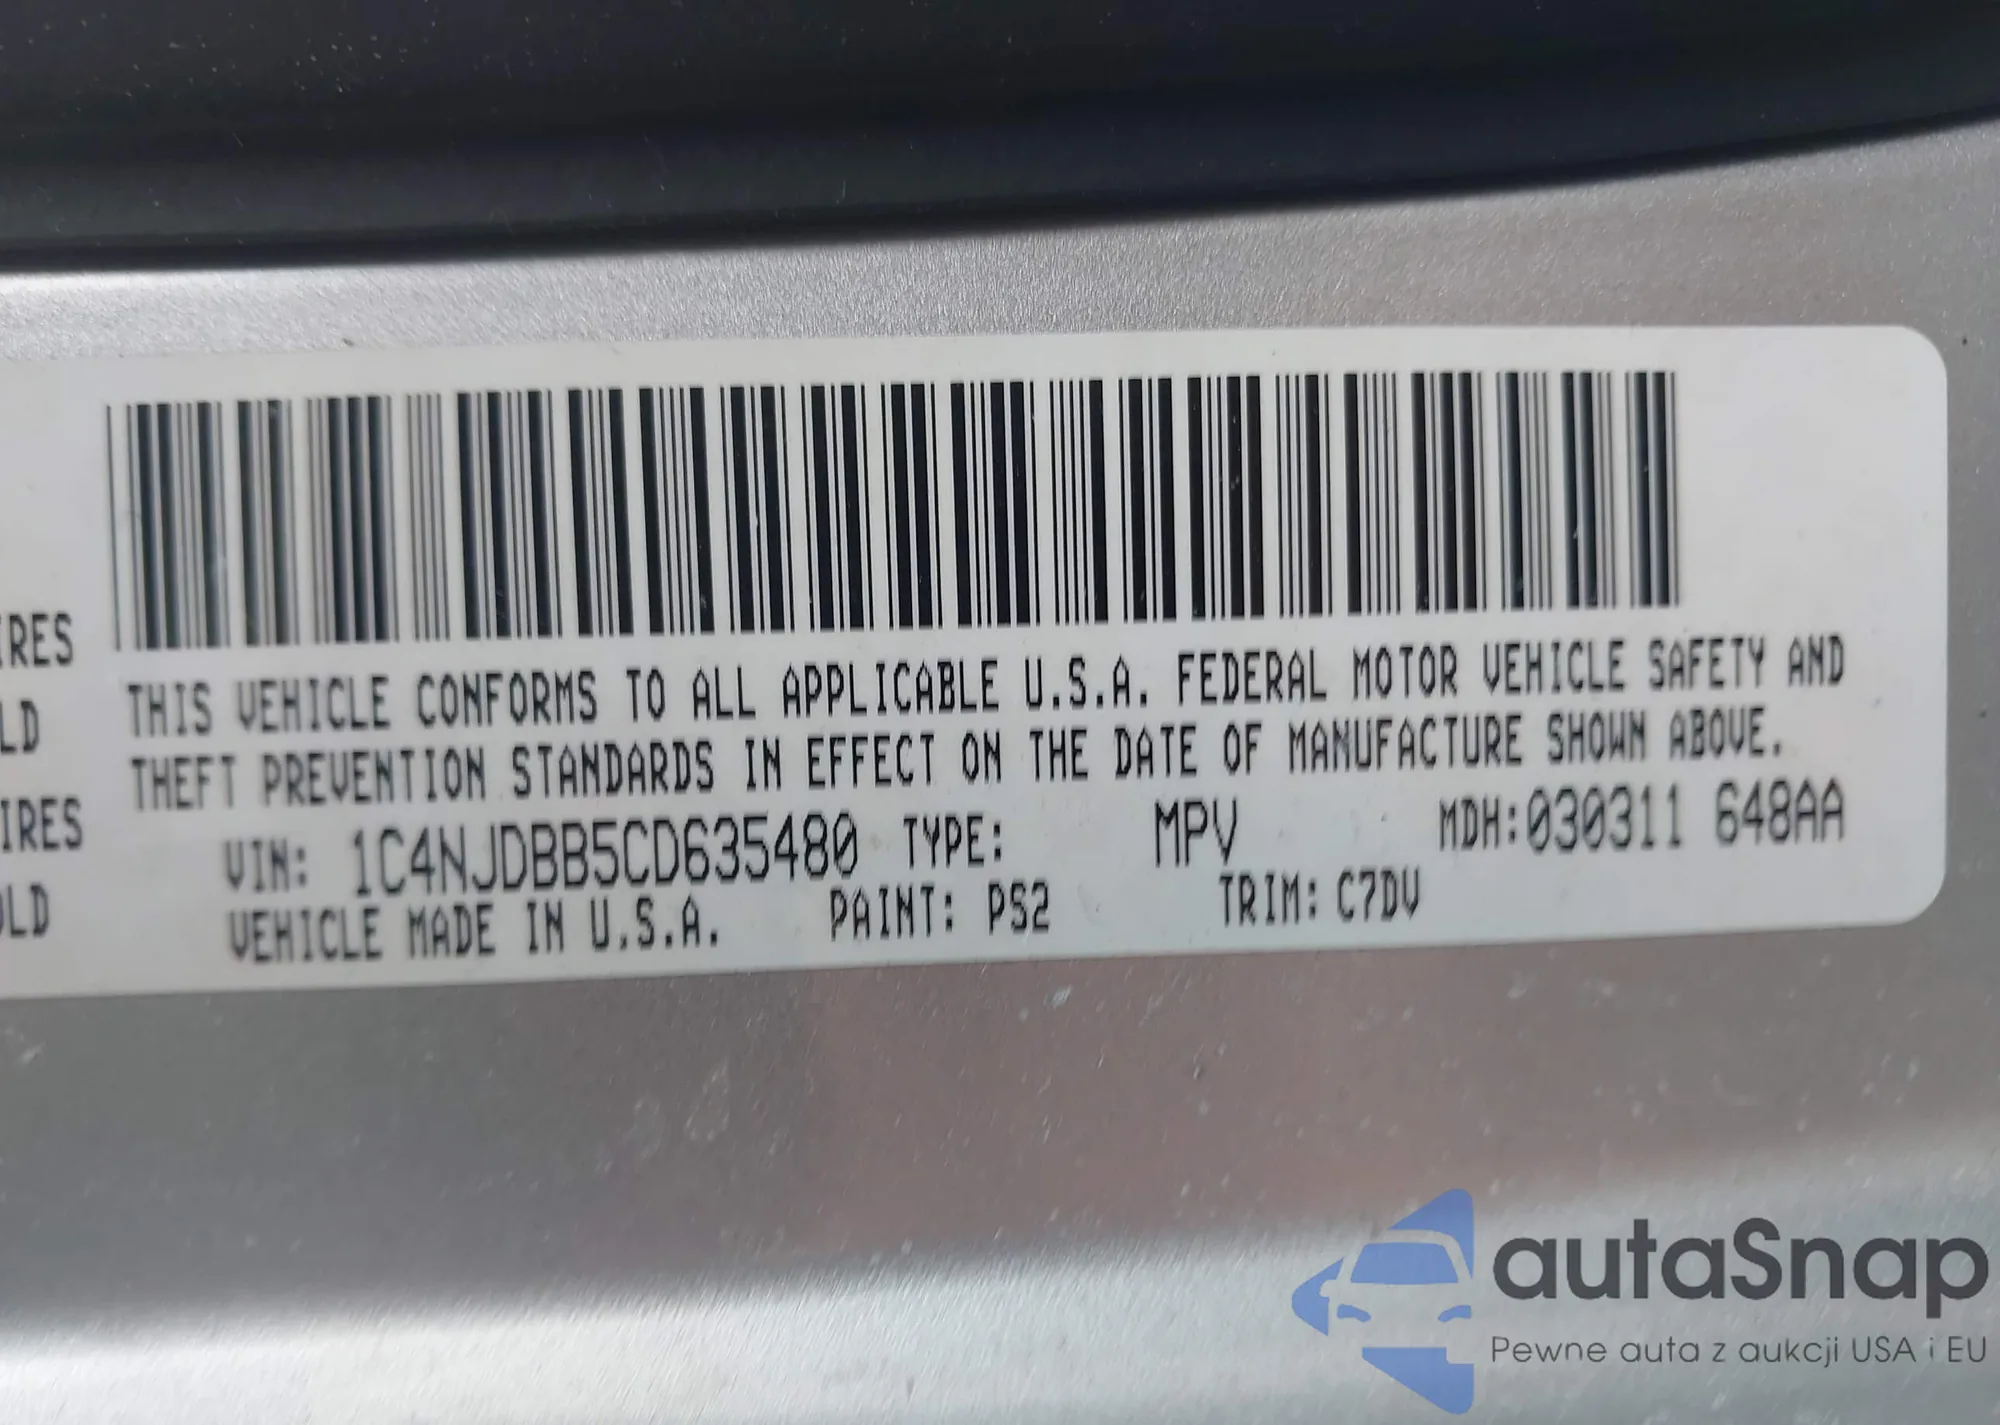 IRES
LD
IRES
OLD
THIS VEHICLE CONFORMS TO ALL APPLICABLE U.S.A. FEDERAL MOTOR VEHICLE SAFETY AND
THEFT PREVENTION STANDARDS IN EFFECT ON THE DATE OF MANUFACTURE SHOWN ABOVE.
VIN: 1C4NJDBB5CD635480 TYPE: MPV MDH:030311 648AA
VEHICLE MADE IN U.S.A. PAINT: PS2 TRIM: C7DV
autaSnap
Pewne auta z aukcji USA i EU